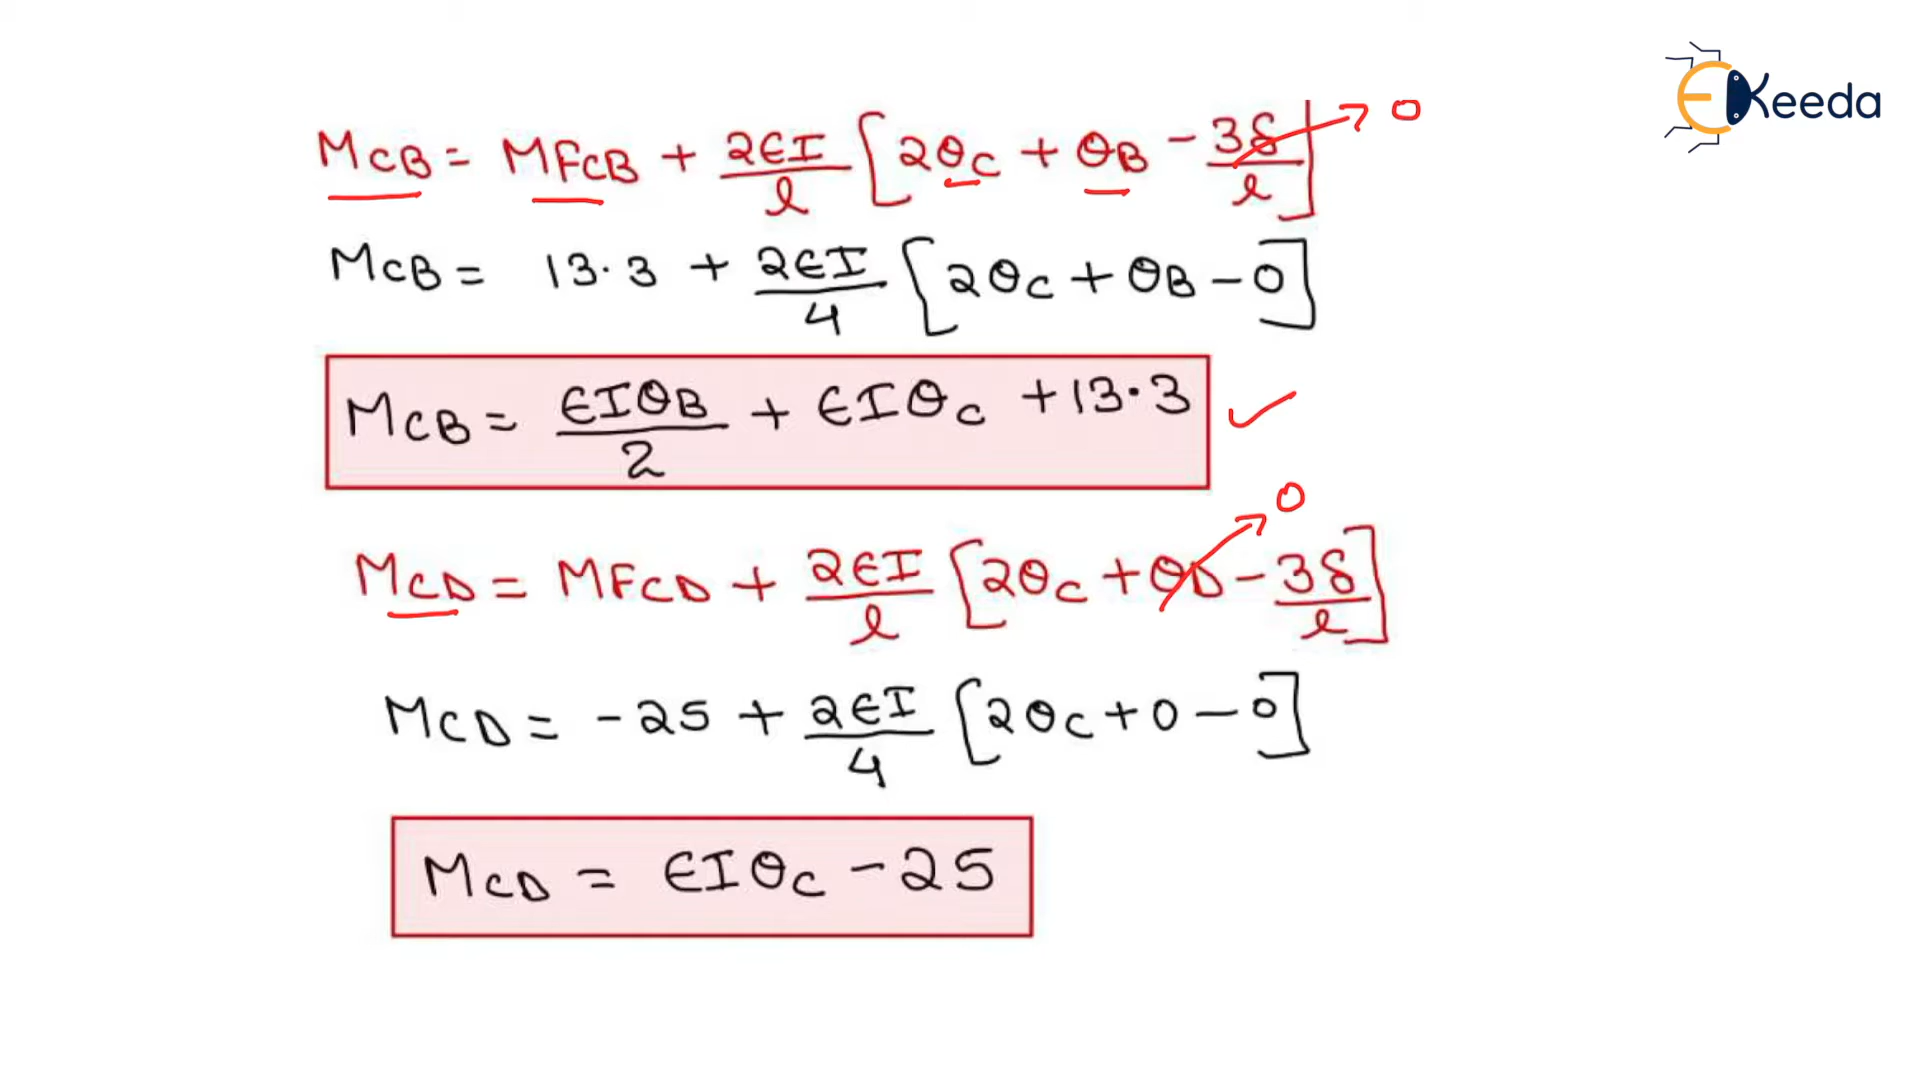 EKeeda
MCB = MFCB + 2EI/l [2θC + θB - 3δ/l] → 0
MCB = 13.3 + 2EI/4 [2θC + θB - 0]
MCB = EIθB/2 + EIθC + 13.3 ✓
MCD = MFCD + 2EI/l [2θC + θD - 3δ/l] → 0
MCD = -25 + 2EI/4 [2θC + 0 - 0]
MCD = EIθC - 25